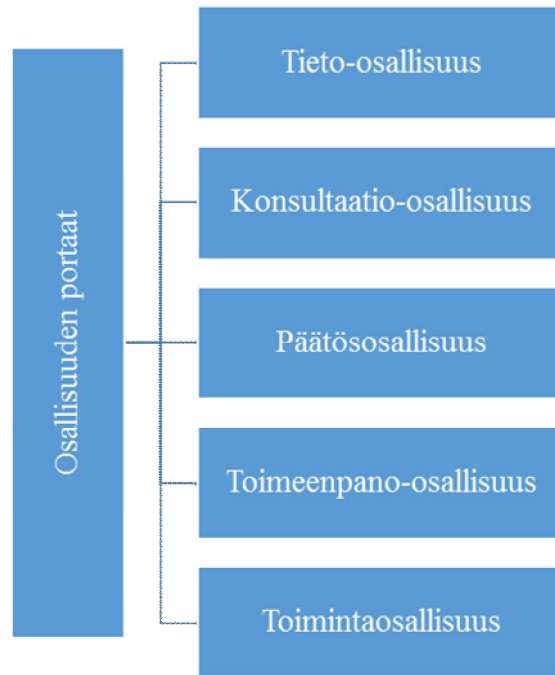 Osallisuuden portaat
Tieto-osallisuus
Konsultaatio-osallisuus
Päätösosallisuus
Toimeenpano-osallisuus
Toimintaosallisuus